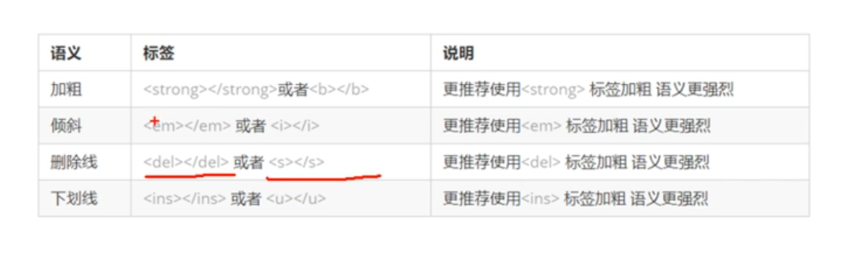 语义 标签 说明
加粗 <strong></strong>或者<b></b> 更推荐使用<strong> 标签加粗 语义更强烈
倾斜 <em></em> 或者 <i></i> 更推荐使用<em> 标签加粗 语义更强烈
删除线 <del></del> 或者 <s></s> 更推荐使用<del> 标签加粗 语义更强烈
下划线 <ins></ins> 或者 <u></u> 更推荐使用<ins> 标签加粗 语义更强烈